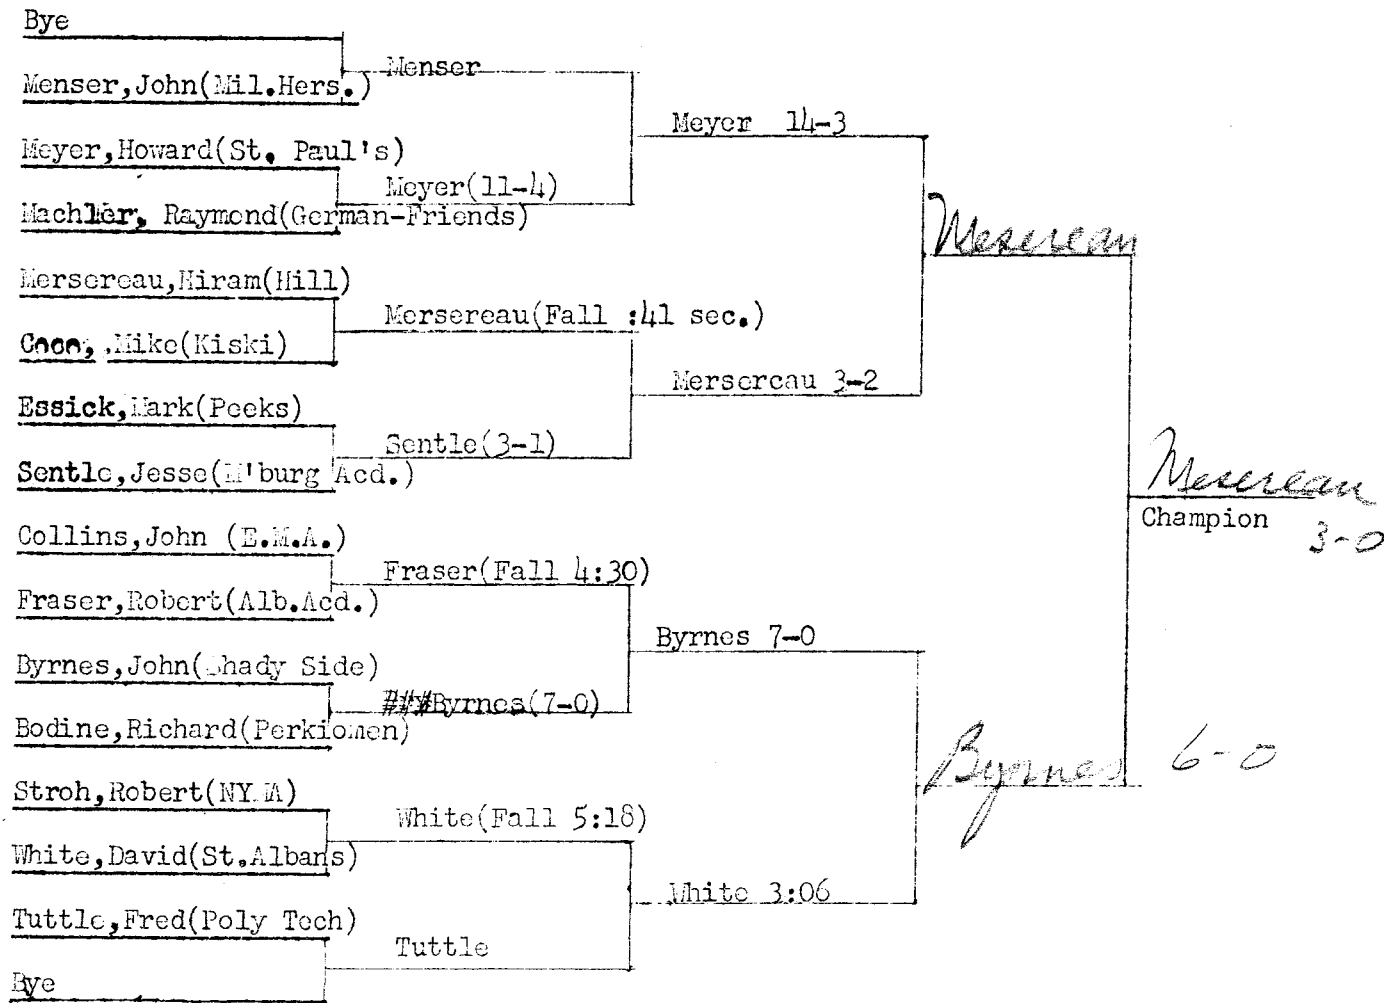 Bye
Menser
Menser,John(Mil.Hers.)
Meyer 14-3
Meyer,Howard(St. Paul's)
Meyer(11-4)
Machler, Raymond(German-Friends)
Mesereau
Mersereau,Hiram(Hill)
Mersereau(Fall :41 sec.)
Mike(Kiski)
Mersereau 3-2
Essick,Mark(Peeks)
Sentle(3-1)
Sentle,Jesse(M'burg Acd.)
Mesereau
Champion
3-0
Collins,John (E.M.A.)
Fraser(Fall 4:30)
Fraser,Robert(Alb.Acd.)
Byrnes 7-0
Byrnes,John(Shady Side)
###Byrnes(7-0)
Bodine,Richard(Perkiomen)
Byrnes 6-0
Stroh,Robert(NY.MA)
White(Fall 5:18)
White,David(St.Albans)
White 3:06
Tuttle,Fred(Poly Tech)
Tuttle
Bye